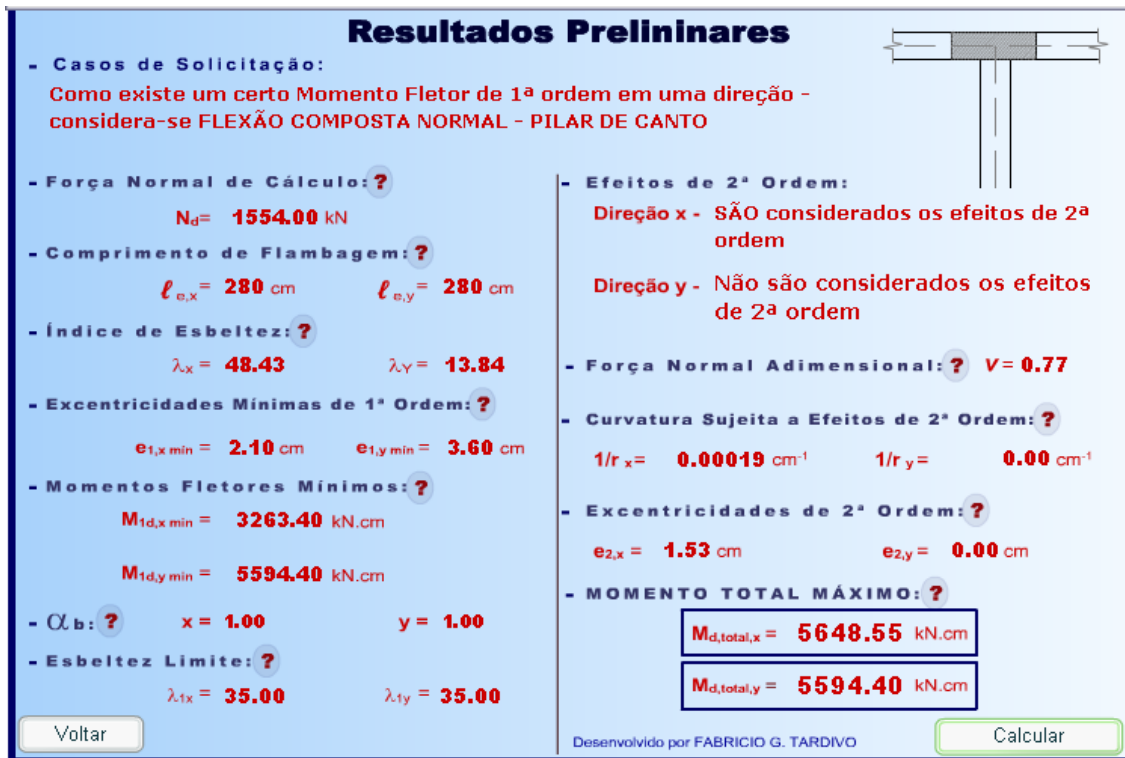 Resultados Prelininares
- Casos de Solicitação:
Como existe um certo Momento Fletor de 1ª ordem em uma direção -
considera-se FLEXÃO COMPOSTA NORMAL - PILAR DE CANTO
- Força Normal de Cálculo: ?
Nd= 1554.00 kN
- Comprimento de Flambagem: ?
ℓe,x= 280 cm ℓe,y= 280 cm
- Índice de Esbeltez: ?
λx = 48.43 λY = 13.84
- Excentricidades Mínimas de 1ª Ordem: ?
e1,x min = 2.10 cm e1,y min = 3.60 cm
- Momentos Fletores Mínimos: ?
M1d,x min = 3263.40 kN.cm
M1d,y min = 5594.40 kN.cm
- αb: ? x = 1.00 y = 1.00
- Esbeltez Limite: ?
λ1x = 35.00 λ1y = 35.00
Voltar
- Efeitos de 2ª Ordem:
Direção x - SÃO considerados os efeitos de 2ª
ordem
Direção y - Não são considerados os efeitos
de 2ª ordem
- Força Normal Adimensional: ? V = 0.77
- Curvatura Sujeita a Efeitos de 2ª Ordem: ?
1/r x = 0.00019 cm-1 1/r y = 0.00 cm-1
- Excentricidades de 2ª Ordem: ?
e2,x = 1.53 cm e2,y = 0.00 cm
- MOMENTO TOTAL MÁXIMO: ?
Md,total,x = 5648.55 kN.cm
Md,total,y = 5594.40 kN.cm
Desenvolvido por FABRICIO G. TARDIVO
Calcular